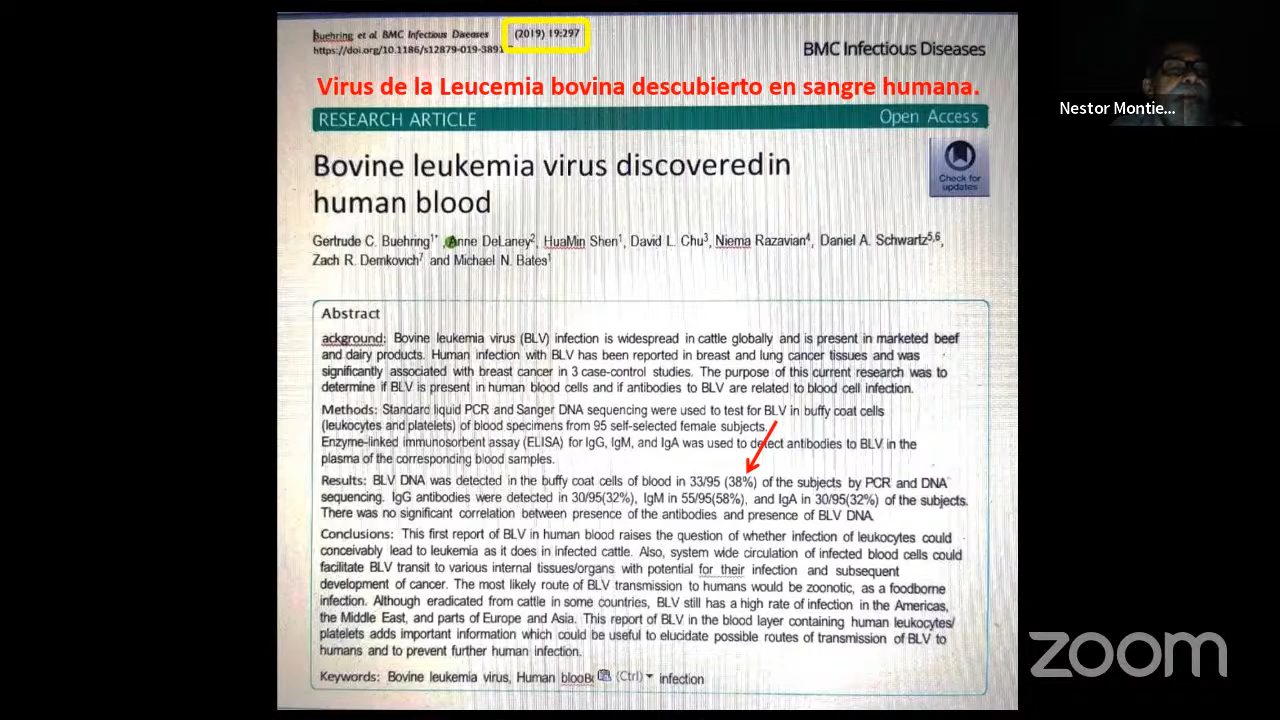 Buehring et al BMC Infectious Diseases (2019) 19:297
https://doi.org/10.1186/s12879-019-3891
BMC Infectious Diseases
Virus de la Leucemia bovina descubierto en sangre humana.
RESEARCH ARTICLE Open Access
Bovine leukemia virus discovered in
human blood
Check for
updates
Gertrude C. Buehring1*, Anne DeLaney2, HuaMin Shen1, David L. Chu3, Niema Razavian4, Daniel A. Schwartz5,6,
Zach R. Demkovich7 and Michael N. Bates1
Abstract
ackground: Bovine leukemia virus (BLV) infection is widespread in cattle globally and is present in marketed beef
and dairy products. Human infection with BLV has been reported in breast and lung cancer tissues and was
significantly associated with breast cancer in 3 case-control studies. The purpose of this current research was to
determine if BLV is present in human blood cells and if antibodies to BLV are related to blood cell infection.
Methods: Standard liquid PCR and Sanger DNA sequencing were used to test for BLV in buffy coat cells
(leukocytes and platelets) of blood specimens from 95 self-selected female subjects.
Enzyme-linked immunosorbent assay (ELISA) for IgG, IgM, and IgA was used to detect antibodies to BLV in the
plasma of the corresponding blood samples.
Results: BLV DNA was detected in the buffy coat cells of blood in 33/95 (38%) of the subjects by PCR and DNA
sequencing. IgG antibodies were detected in 30/95(32%), IgM in 55/95(58%), and IgA in 30/95(32%) of the subjects.
There was no significant correlation between presence of the antibodies and presence of BLV DNA.
Conclusions: This first report of BLV in human blood raises the question of whether infection of leukocytes could
conceivably lead to leukemia as it does in infected cattle. Also, system wide circulation of infected blood cells could
facilitate BLV transit to various internal tissues/organs with potential for their infection and subsequent
development of cancer. The most likely route of BLV transmission to humans would be zoonotic, as a foodborne
infection. Although eradicated from cattle in some countries, BLV still has a high rate of infection in the Americas,
the Middle East, and parts of Europe and Asia. This report of BLV in the blood layer containing human leukocytes/
platelets adds important information which could be useful to elucidate possible routes of transmission of BLV to
humans and to prevent further human infection.
Keywords: Bovine leukemia virus, Human (Ctrl) infection
Nestor Montie...
zoom